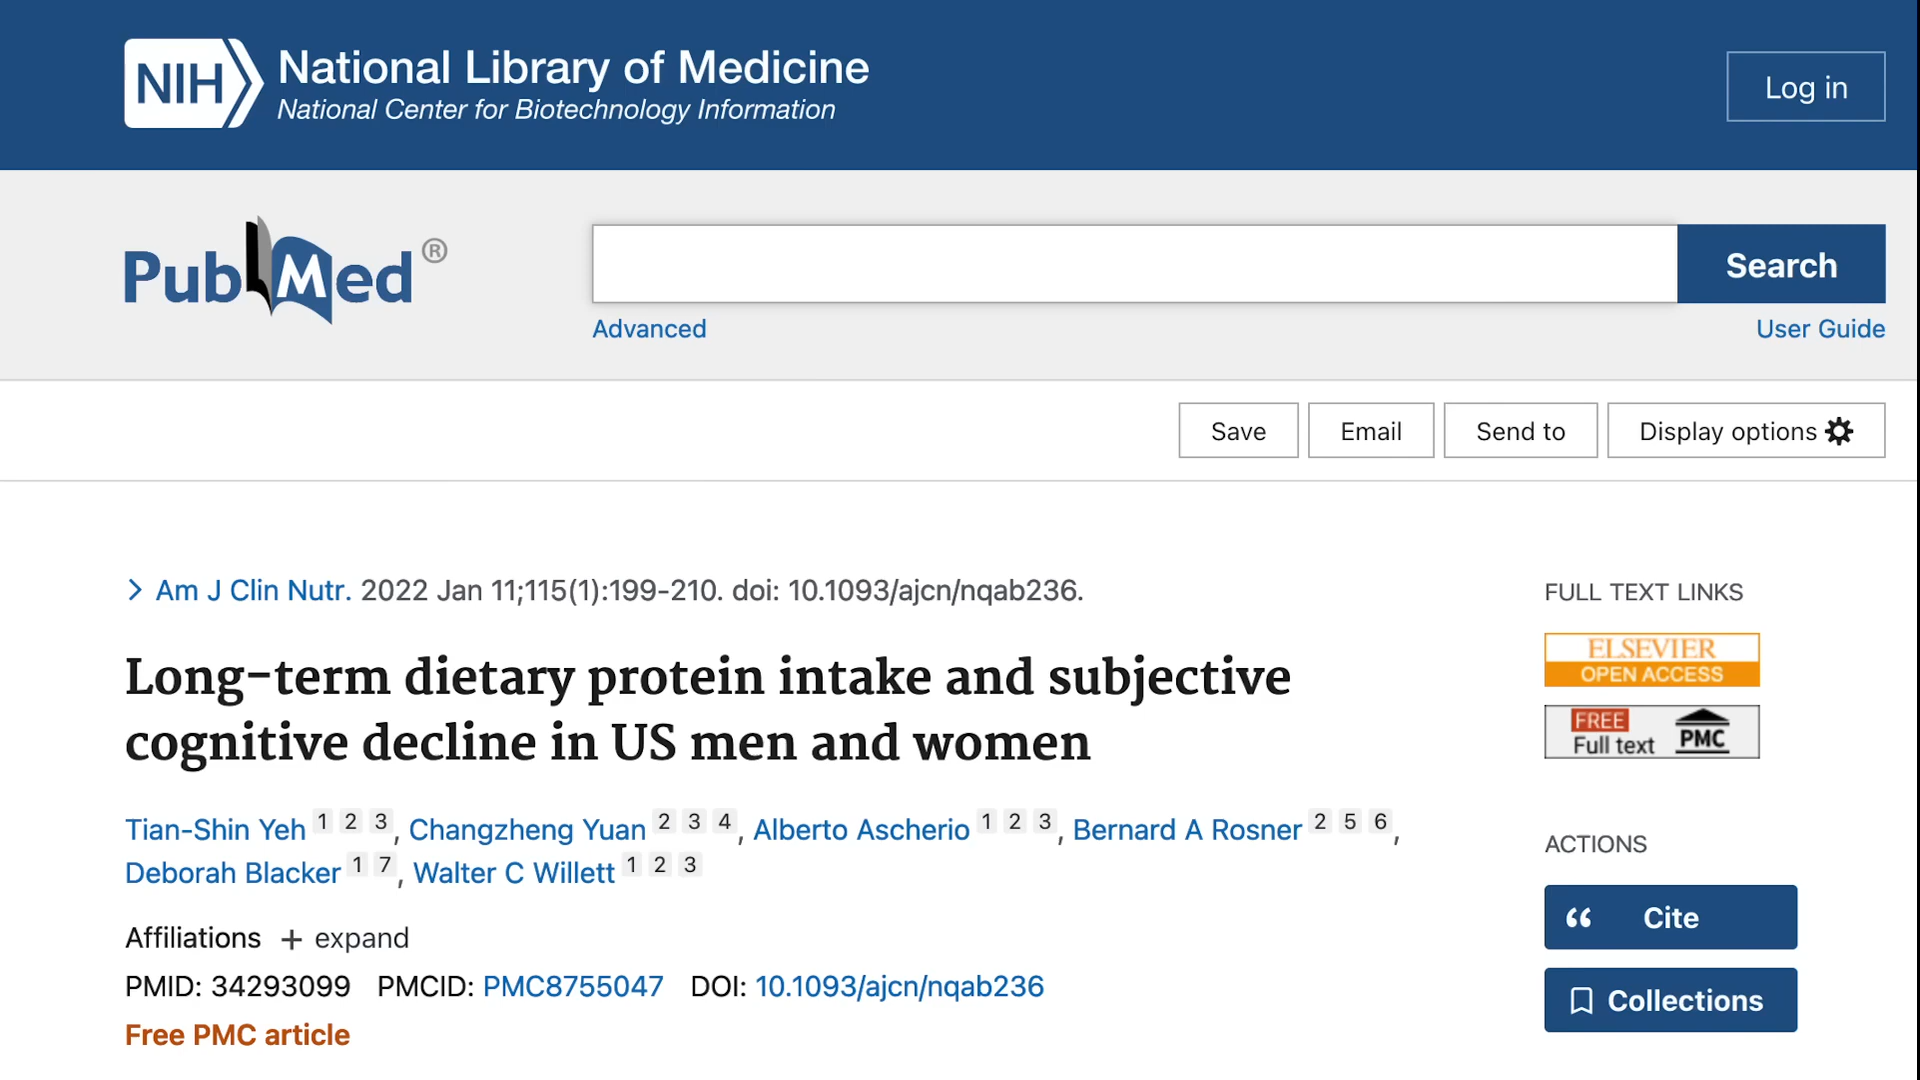 NIH National Library of Medicine
National Center for Biotechnology Information
Log in
PubMed®
Search
Advanced
User Guide
Save
Email
Send to
Display options
Am J Clin Nutr. 2022 Jan 11;115(1):199-210. doi: 10.1093/ajcn/nqab236.
Long-term dietary protein intake and subjective
cognitive decline in US men and women
Tian-Shin Yeh 1 2 3, Changzheng Yuan 2 3 4, Alberto Ascherio 1 2 3, Bernard A Rosner 2 5 6,
Deborah Blacker 1 7, Walter C Willett 1 2 3
Affiliations + expand
PMID: 34293099 PMCID: PMC8755047 DOI: 10.1093/ajcn/nqab236
Free PMC article
FULL TEXT LINKS
ELSEVIER
OPEN ACCESS
FREE
Full text PMC
ACTIONS
“ Cite
Collections